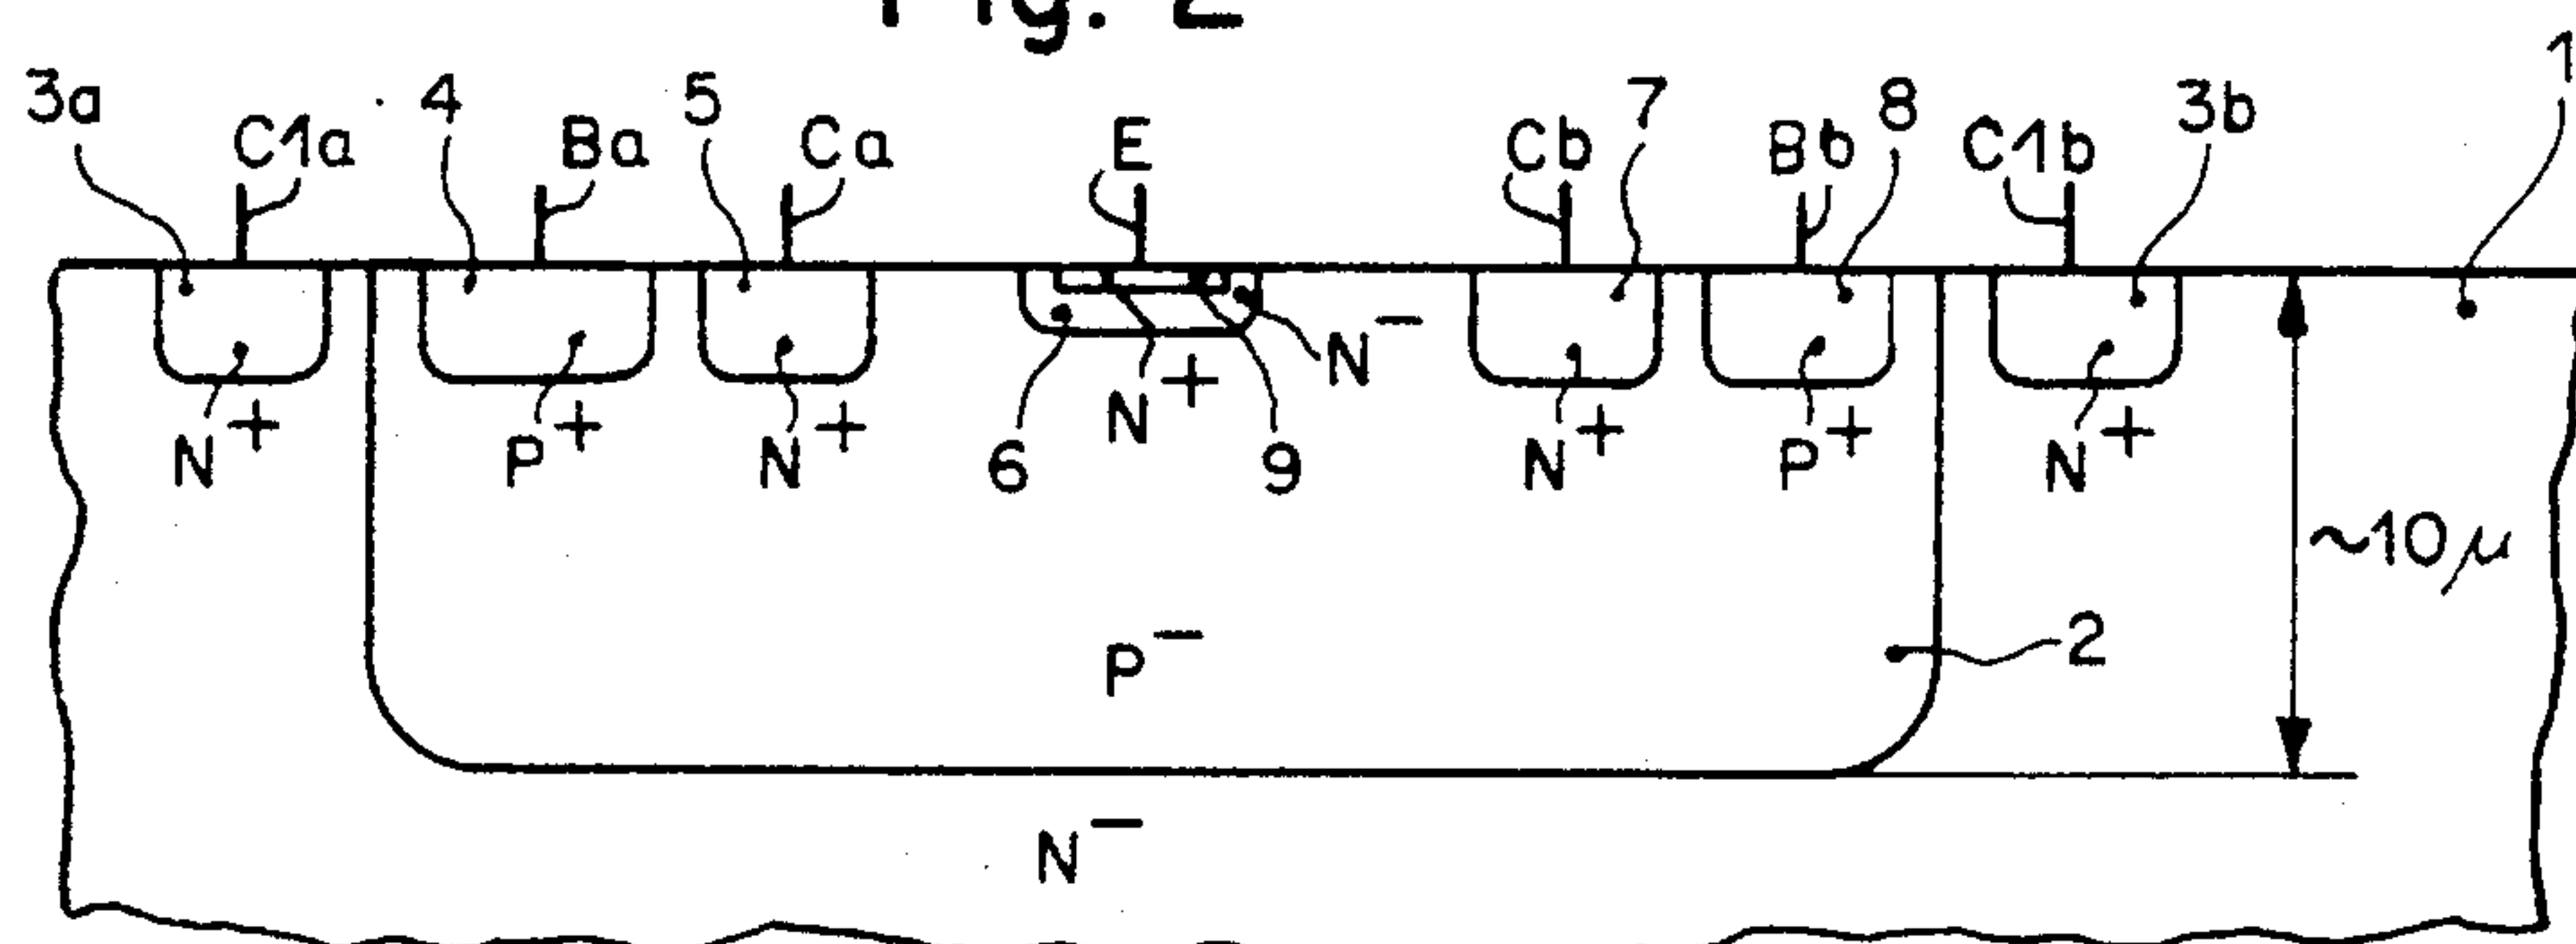 Fig. 2
3a 4 5 7 8 3b 1
C1a Ba Ca E Cb Bb C1b
N⁻
N⁺ P⁺ N⁺ 6 N⁺ 9 N⁺ P⁺ N⁺
~10μ
2
P⁻
N⁻